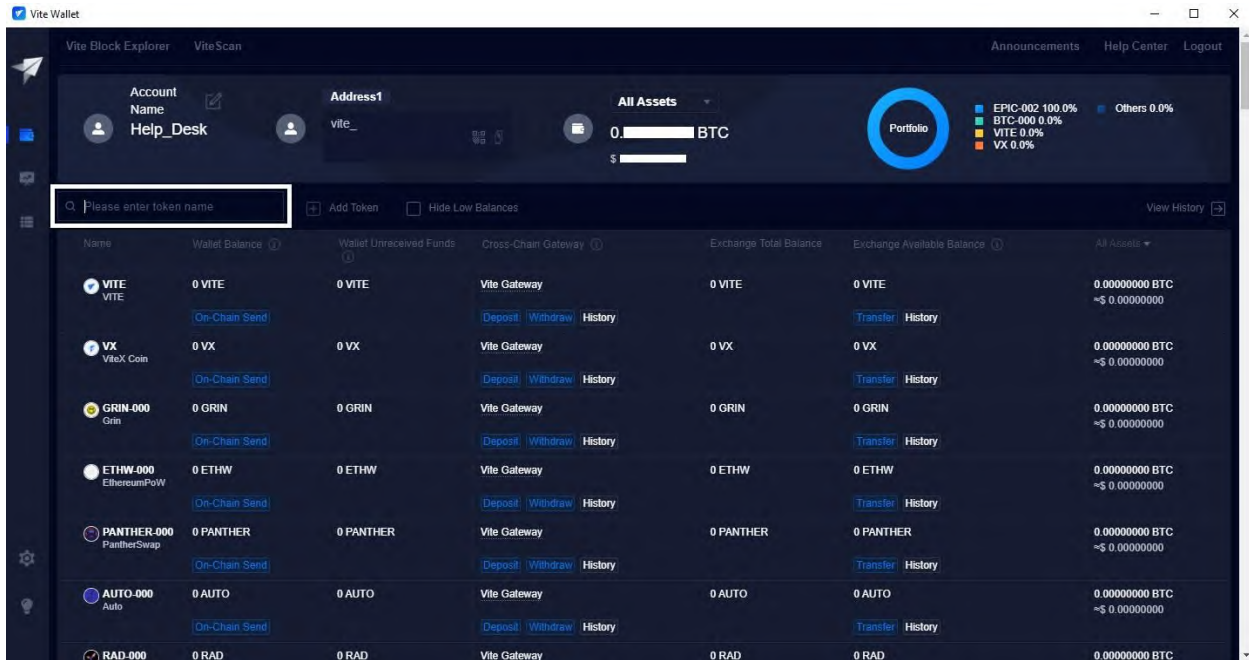 Vite Wallet
Vite Block Explorer ViteScan Announcements Help Center Logout
Account Name
Help_Desk
Address1
vite_
All Assets
0. BTC
$
Portfolio
EPIC-002 100.0% Others 0.0%
BTC-000 0.0%
VITE 0.0%
VX 0.0%
Please enter token name Add Token Hide Low Balances View History
Name Wallet Balance Wallet Unreceived Funds Cross-Chain Gateway Exchange Total Balance Exchange Available Balance All Assets
VITE 0 VITE 0 VITE Vite Gateway 0 VITE 0 VITE 0.00000000 BTC
VITE ≈$ 0.00000000
On-Chain Send Deposit Withdraw History Transfer History
VX 0 VX 0 VX Vite Gateway 0 VX 0 VX 0.00000000 BTC
ViteX Coin ≈$ 0.00000000
On-Chain Send Deposit Withdraw History Transfer History
GRIN-000 0 GRIN 0 GRIN Vite Gateway 0 GRIN 0 GRIN 0.00000000 BTC
Grin ≈$ 0.00000000
On-Chain Send Deposit Withdraw History Transfer History
ETHW-000 0 ETHW 0 ETHW Vite Gateway 0 ETHW 0 ETHW 0.00000000 BTC
EthereumPoW ≈$ 0.00000000
On-Chain Send Deposit Withdraw History Transfer History
PANTHER-000 0 PANTHER 0 PANTHER Vite Gateway 0 PANTHER 0 PANTHER 0.00000000 BTC
PantherSwap ≈$ 0.00000000
On-Chain Send Deposit Withdraw History Transfer History
AUTO-000 0 AUTO 0 AUTO Vite Gateway 0 AUTO 0 AUTO 0.00000000 BTC
Auto ≈$ 0.00000000
On-Chain Send Deposit Withdraw History Transfer History
RAD-000 0 RAD 0 RAD Vite Gateway 0 RAD 0 RAD 0.00000000 BTC